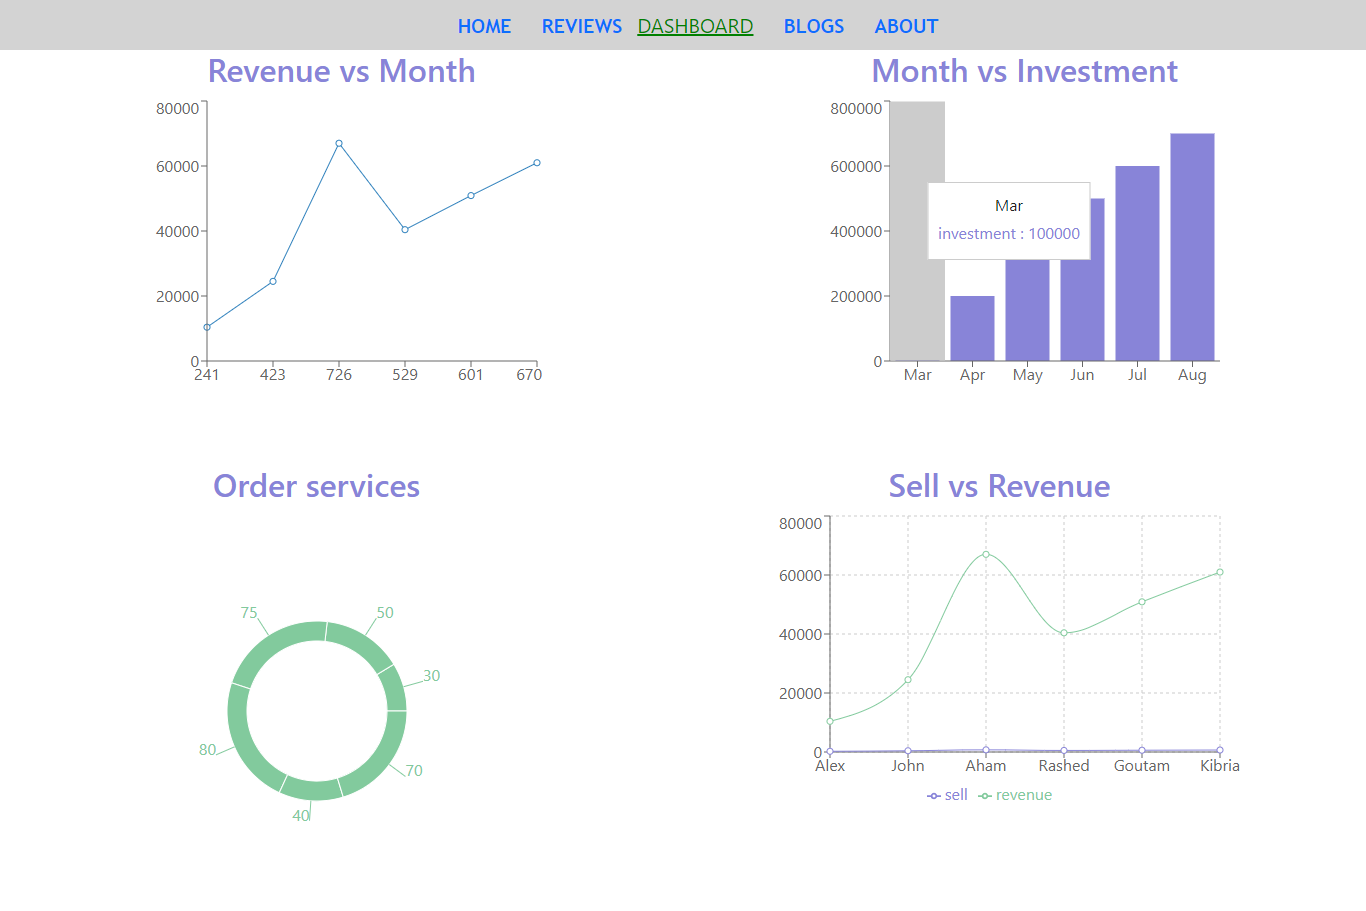 HOME REVIEWS DASHBOARD BLOGS ABOUT
Revenue vs Month
80000
60000
40000
20000
0
241 423 726 529 601 670
Month vs Investment
800000
600000
400000
200000
0
Mar
investment : 100000
Mar Apr May Jun Jul Aug
Order services
75 50
30
80
70
40
Sell vs Revenue
80000
60000
40000
20000
0
Alex John Aham Rashed Goutam Kibria
sell revenue